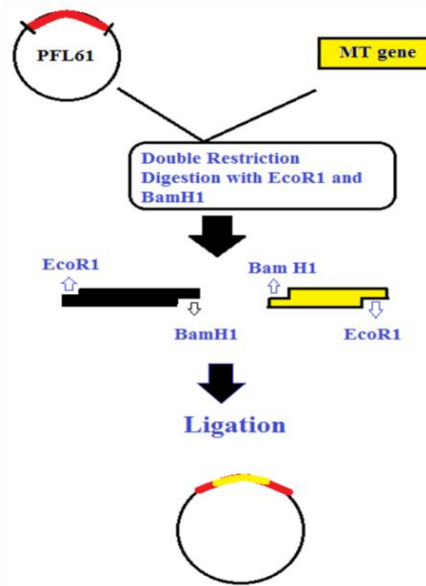 PFL61
MT gene
Double Restriction
Digestion with EcoR1 and
BamH1
EcoR1
Bam H1
BamH1
EcoR1
Ligation